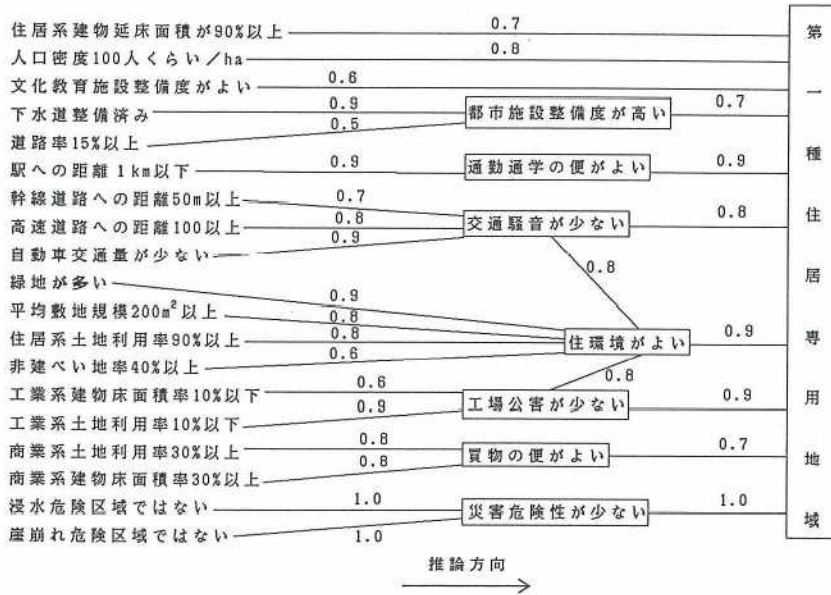 住居系建物延床面積が90%以上
0.7
人口密度100人くらい/ha
0.8
文化教育施設整備度がよい
0.6
下水道整備済み
0.9
都市施設整備度が高い
0.7
道路率15%以上
0.5
駅への距離1km以下
0.9
通勤通学の便がよい
0.9
幹線道路への距離50m以上
0.7
高速道路への距離100以上
0.8
交通騒音が少ない
0.8
自動車交通量が少ない
0.9
0.8
緑地が多い
0.9
平均敷地規模200m²以上
0.8
住居系土地利用率90%以上
0.8
住環境がよい
0.9
非建ぺい地率40%以上
0.6
0.8
工業系建物床面積率10%以下
0.6
工場公害が少ない
0.9
工業系土地利用率10%以下
0.9
商業系土地利用率30%以上
0.8
買物の便がよい
0.7
商業系建物床面積率30%以上
0.8
浸水危険区域ではない
1.0
災害危険性が少ない
1.0
崖崩れ危険区域ではない
1.0
第一種住居専用地域
推論方向